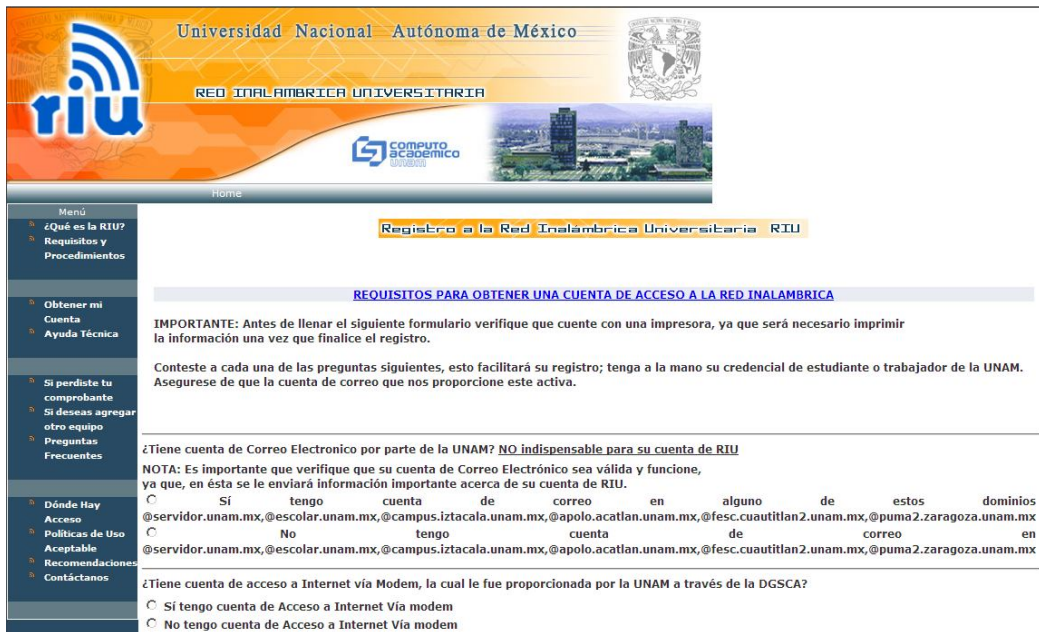 Universidad Nacional Autónoma de México
RED INALAMBRICA UNIVERSITARIA
riu
COMPUTO
ACADEMICO
UNAM
Home
Menú
¿Qué es la RIU?
Requisitos y
Procedimientos
Obtener mi
Cuenta
Ayuda Técnica
Si perdiste tu
comprobante
Si deseas agregar
otro equipo
Preguntas
Frecuentes
Dónde Hay
Acceso
Políticas de Uso
Aceptable
Recomendaciones
Contáctanos
Registro a la Red Inalámbrica Universitaria RIU
REQUISITOS PARA OBTENER UNA CUENTA DE ACCESO A LA RED INALAMBRICA
IMPORTANTE: Antes de llenar el siguiente formulario verifique que cuente con una impresora, ya que será necesario imprimir
la información una vez que finalice el registro.
Conteste a cada una de las preguntas siguientes, esto facilitará su registro; tenga a la mano su credencial de estudiante o trabajador de la UNAM.
Asegurese de que la cuenta de correo que nos proporcione este activa.
¿Tiene cuenta de Correo Electronico por parte de la UNAM? NO indispensable para su cuenta de RIU
NOTA: Es importante que verifique que su cuenta de Correo Electrónico sea válida y funcione,
ya que, en ésta se le enviará información importante acerca de su cuenta de RIU.
Sí tengo cuenta de correo en alguno de estos dominios
@servidor.unam.mx,@escolar.unam.mx,@campus.iztacala.unam.mx,@apolo.acatlan.unam.mx,@fesc.cuautitlan2.unam.mx,@puma2.zaragoza.unam.mx
No tengo cuenta de correo en
@servidor.unam.mx,@escolar.unam.mx,@campus.iztacala.unam.mx,@apolo.acatlan.unam.mx,@fesc.cuautitlan2.unam.mx,@puma2.zaragoza.unam.mx
¿Tiene cuenta de acceso a Internet vía Modem, la cual le fue proporcionada por la UNAM a través de la DGSCA?
Sí tengo cuenta de Acceso a Internet Vía modem
No tengo cuenta de Acceso a Internet Vía modem